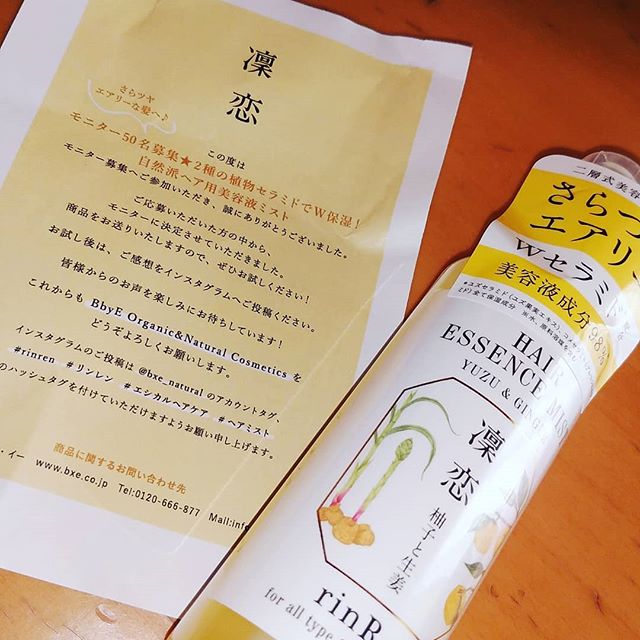 凜
恋
さらツヤ
エアリーな髪へ♪
この度は
モニター50名募集★2種の植物セラミドでW保湿！
自然派ヘア用美容液ミスト
モニター募集へご参加いただき、誠にありがとうございました。
ご応募いただいた方の中から、
モニターに決定させていただきました。
商品をお送りいたしますので、ぜひお試しください！
お試し後は、ご感想をインスタグラムへご投稿ください。
皆様からのお声を楽しみにお待ちしています！
これからも BbyE Organic&Natural Cosmetics を
どうぞよろしくお願いします。
インスタグラムのご投稿は @bxe_natural のアカウントタグ、
#rinren #リンレン #エシカルヘアケア #ヘアミスト
のハッシュタグを付けていただけますようお願い申し上げます。
商品に関するお問い合わせ先
・イー www.bxe.co.jp Tel:0120-666-877 Mail:inf
二層式美容
さらつ
エアリ
Wセラミド
美容液成分98%
HAIR
ESSENCE MIS
YUZU & GING
凜
恋
柚子と生姜
rinR
for all type